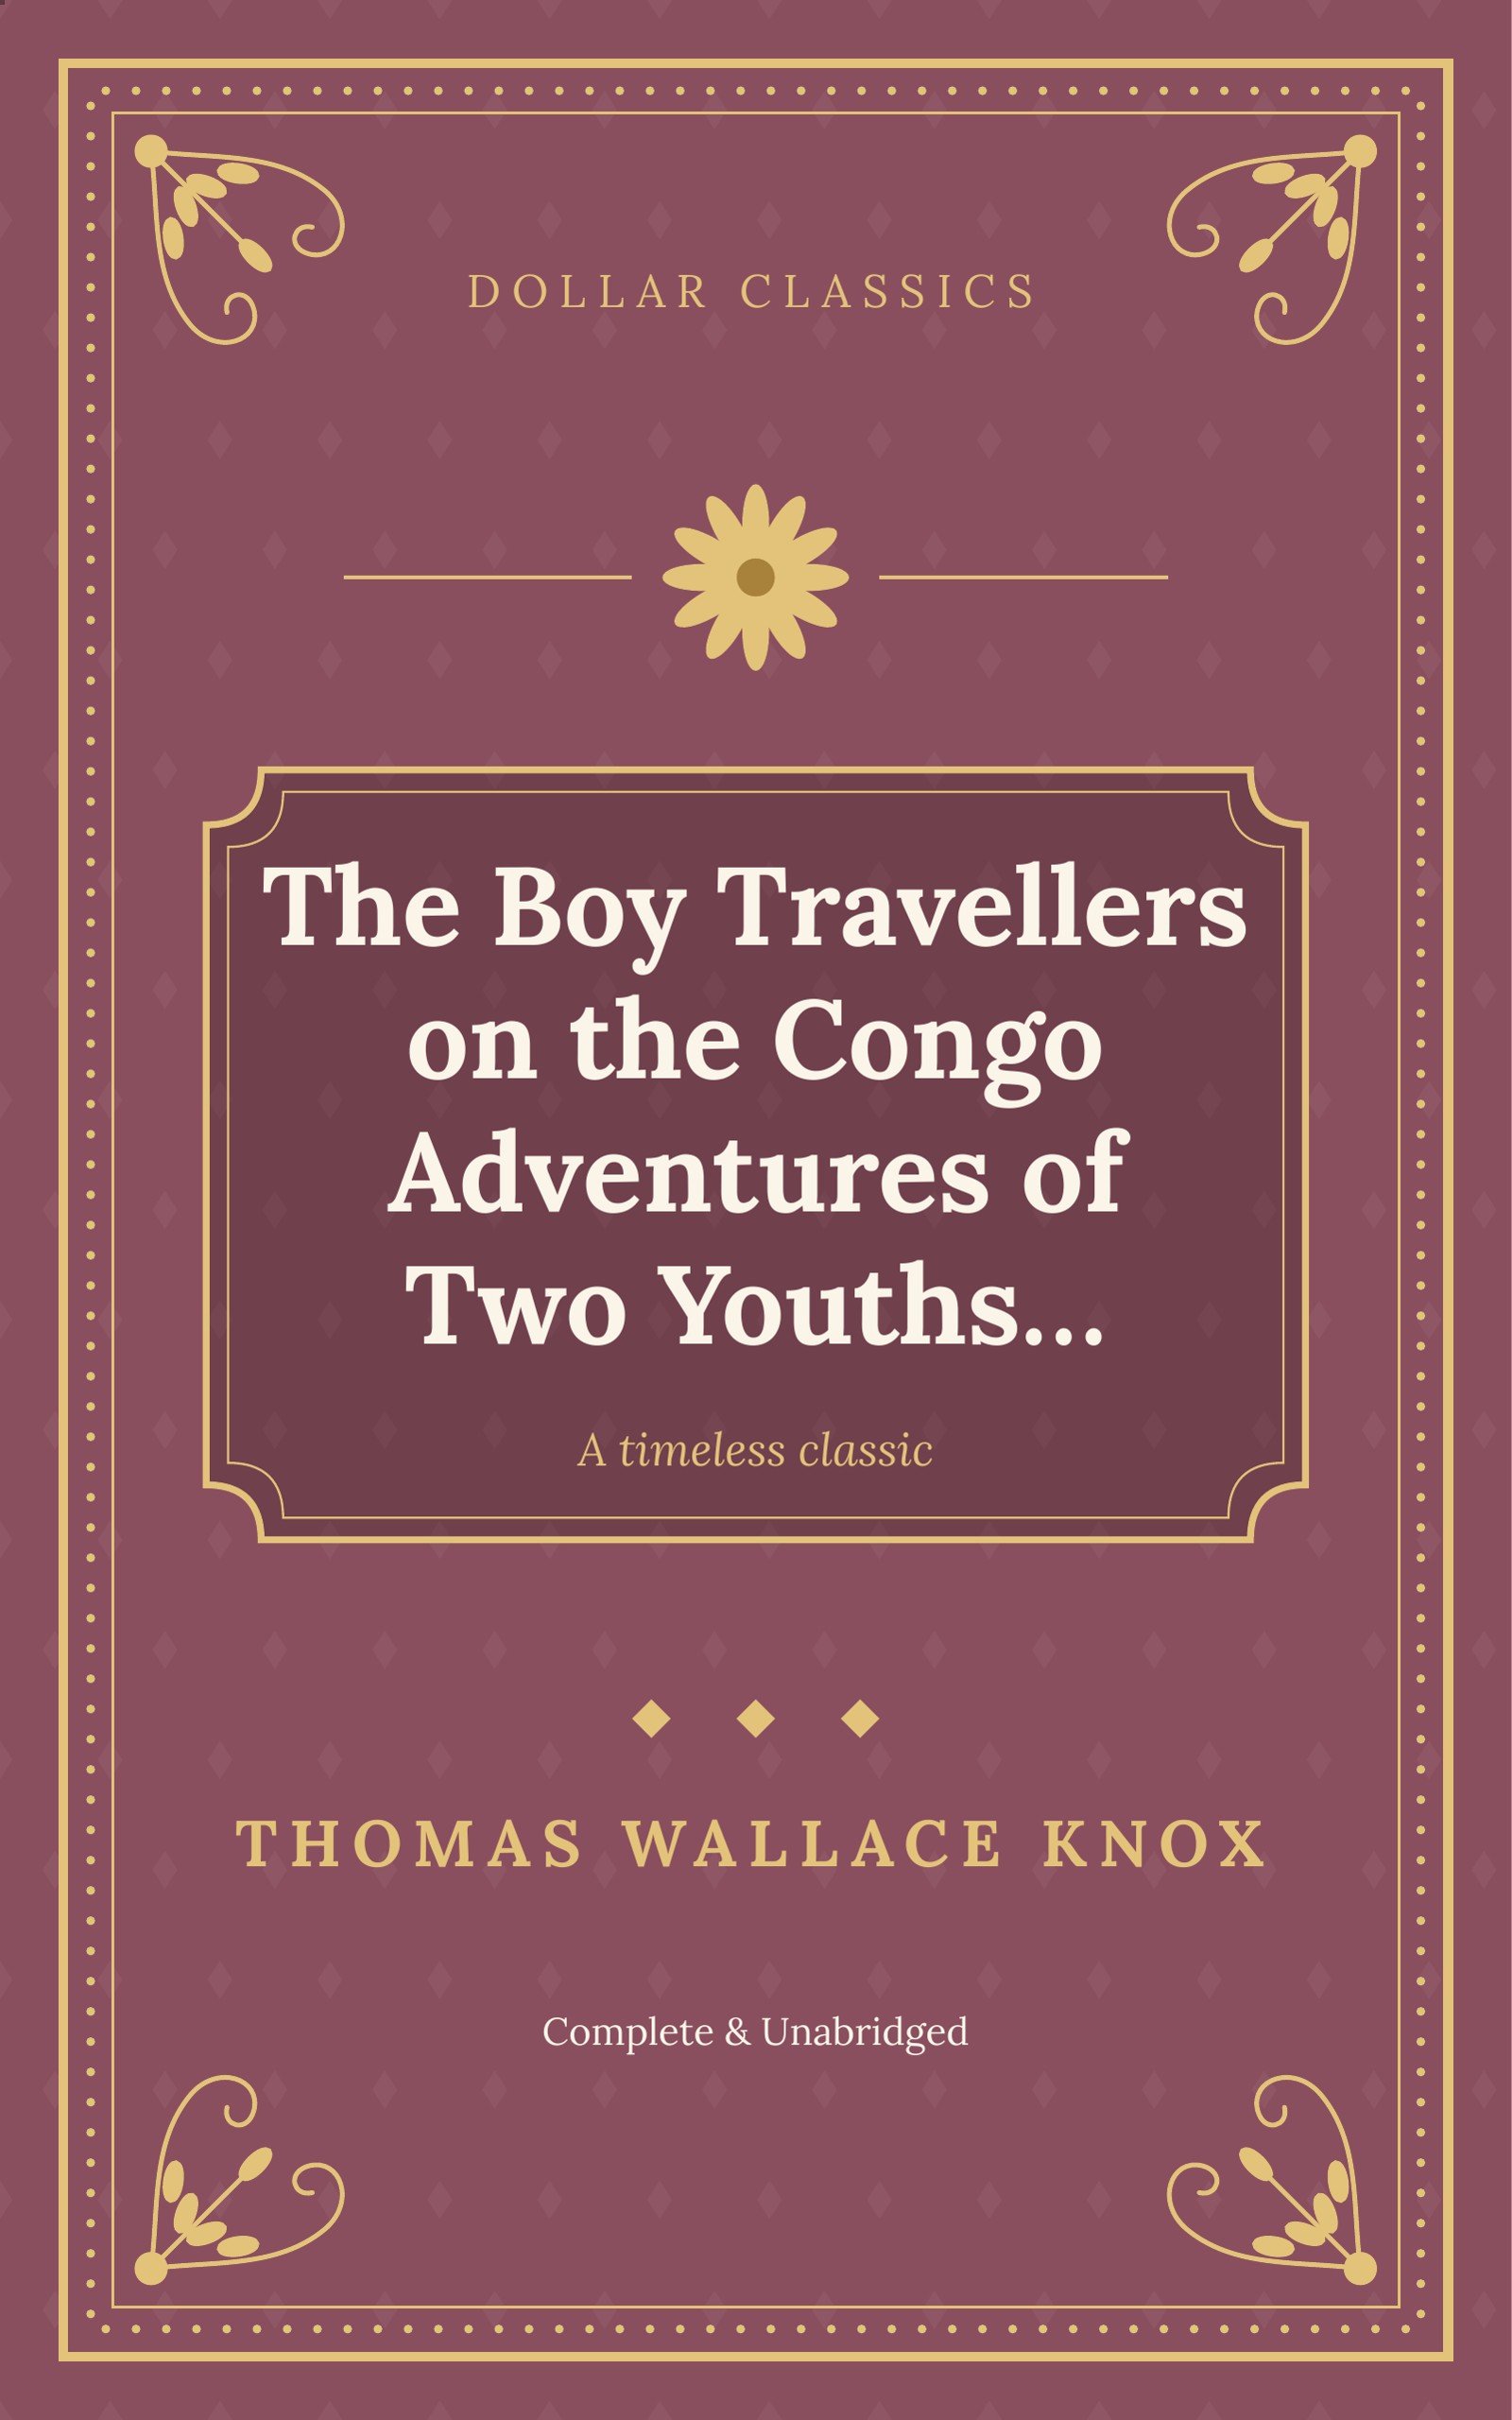 DOLLAR CLASSICS
The Boy Travellers
on the Congo
Adventures of
Two Youths...
A timeless classic
THOMAS WALLACE KNOX
Complete & Unabridged